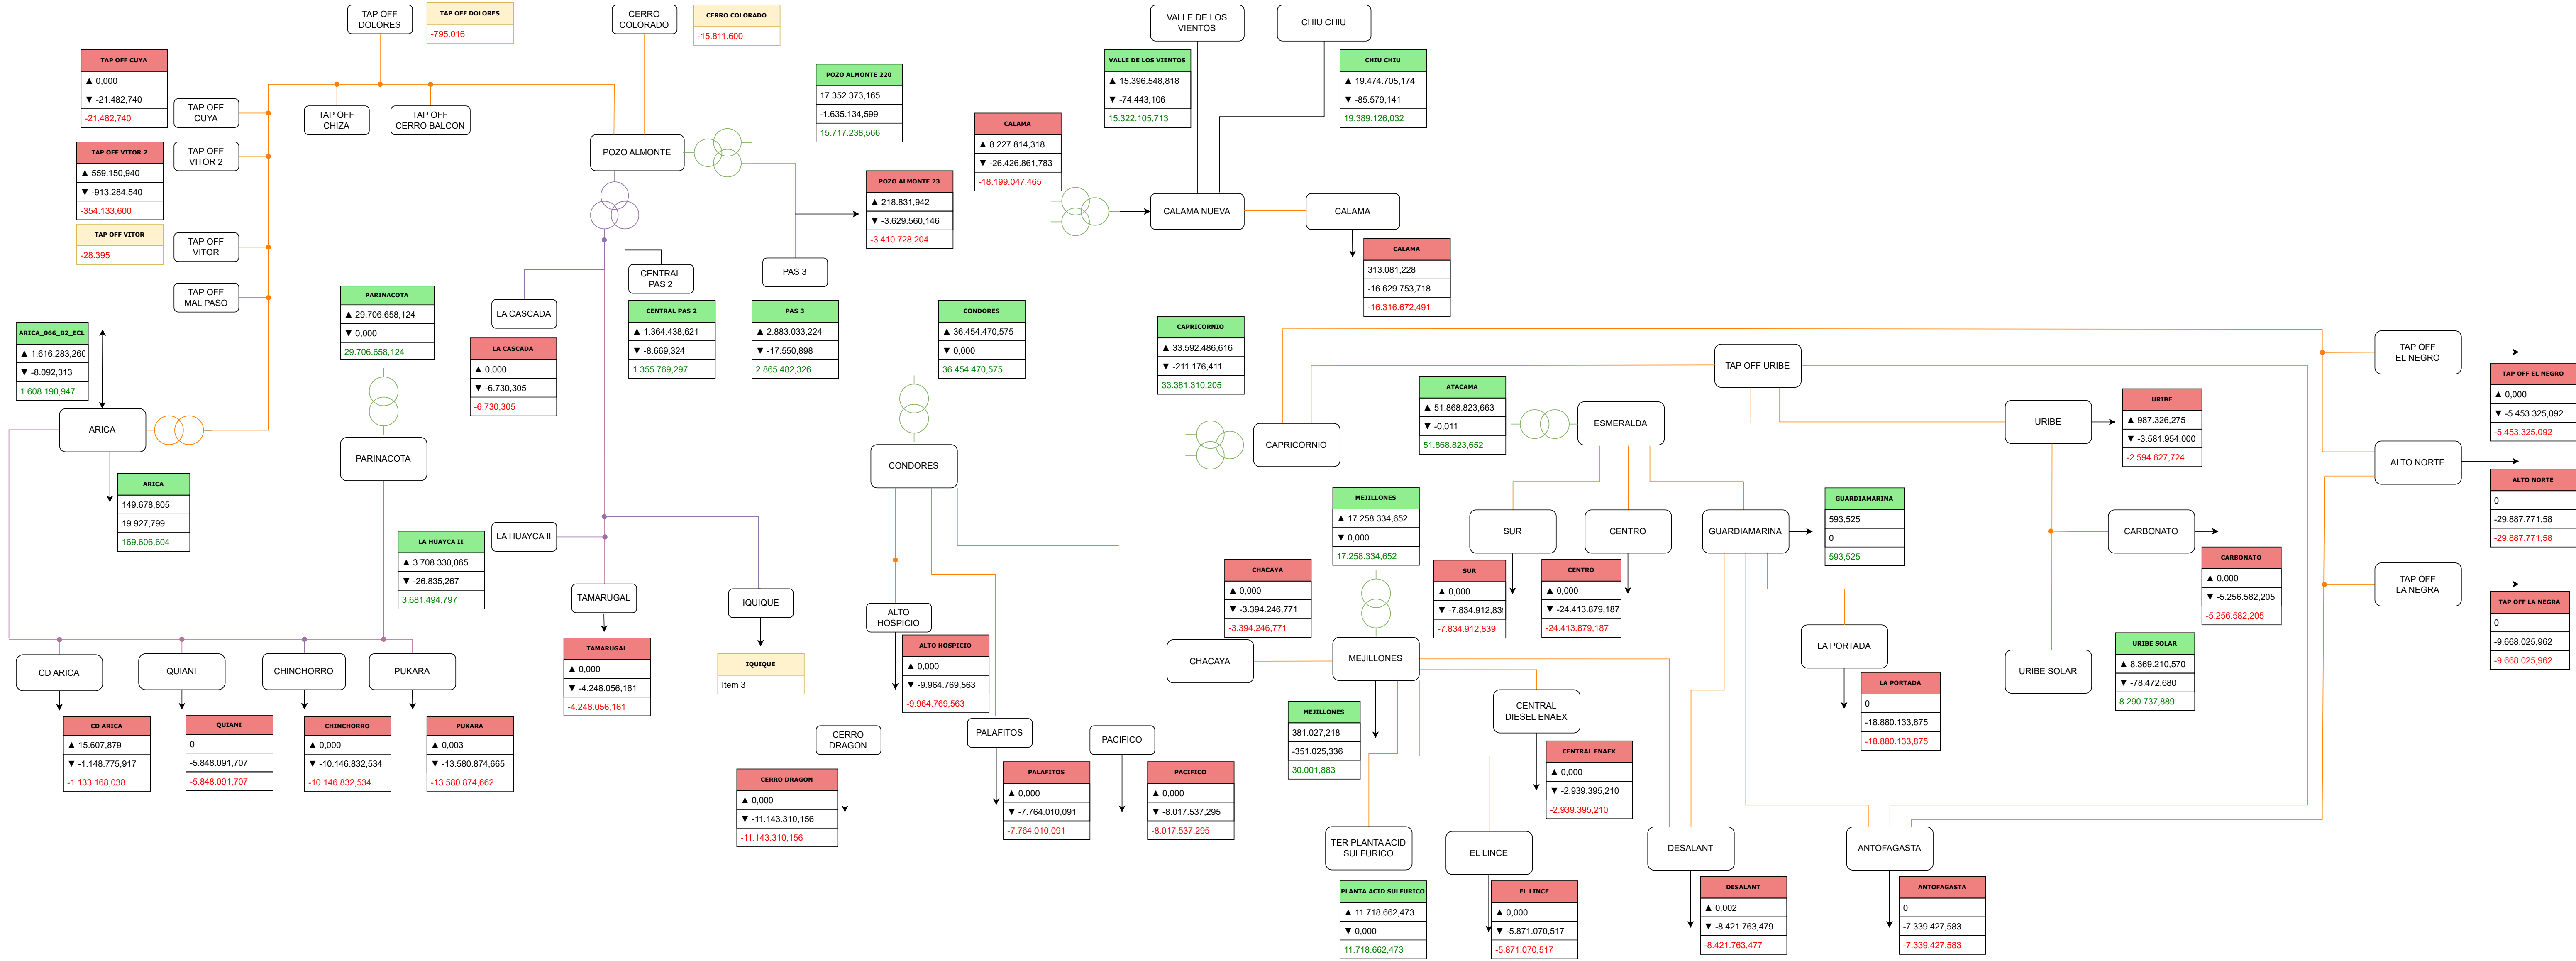 TAP OFF
DOLORES
TAP OFF DOLORES
-795.016
CERRO
COLORADO
CERRO COLORADO
-15.811.600
VALLE DE LOS
VIENTOS
CHIU CHIU
TAP OFF CUYA
▲ 0,000
▼ -21.482,740
-21.482,740
TAP OFF
CUYA
TAP OFF
CHIZA
TAP OFF
CERRO BALCON
POZO ALMONTE 220
17.352.373,165
-1.635.134,599
15.717.238,566
VALLE DE LOS VIENTOS
▲ 15.396.548,818
▼ -74.443,106
15.322.105,713
CHIU CHIU
▲ 19.474.705,174
▼ -85.579,141
19.389.126,032
CALAMA
▲ 8.227.814,318
▼ -26.426.861,783
-18.199.047,465
TAP OFF VITOR 2
▲ 559.150,940
▼ -913.284,540
-354.133,600
TAP OFF
VITOR 2
POZO ALMONTE
POZO ALMONTE 23
▲ 218.831,942
▼ -3.629.560,146
-3.410.728,204
CALAMA NUEVA
CALAMA
TAP OFF VITOR
-28.395
TAP OFF
VITOR
CALAMA
313.081,228
-16.629.753,718
-16.316.672,491
CENTRAL
PAS 2
PAS 3
TAP OFF
MAL PASO
PARINACOTA
▲ 29.706.658,124
▼ 0,000
29.706.658,124
LA CASCADA
CENTRAL PAS 2
▲ 1.364.438,621
▼ -8.669,324
1.355.769,297
PAS 3
▲ 2.883.033,224
▼ -17.550,898
2.865.482,326
CONDORES
▲ 36.454.470,575
▼ 0,000
36.454.470,575
CAPRICORNIO
▲ 33.592.486,616
▼ -211.176,411
33.381.310,205
ARICA_066_B2_ECL
▲ 1.616.283,260
▼ -8.092,313
1.608.190,947
LA CASCADA
▲ 0,000
▼ -6.730,305
-6.730,305
TAP OFF URIBE
TAP OFF
EL NEGRO
TAP OFF EL NEGRO
▲ 0,000
▼ -5.453.325,092
-5.453.325,092
ATACAMA
▲ 51.868.823,663
▼ -0,011
51.868.823,652
ESMERALDA
URIBE
URIBE
▲ 987.326,275
▼ -3.581.954,000
-2.594.627,724
ARICA
PARINACOTA
CONDORES
CAPRICORNIO
ALTO NORTE
ALTO NORTE
0
-29.887.771,58
-29.887.771,58
ARICA
149.678,805
19.927,799
169.606,604
MEJILLONES
▲ 17.258.334,652
▼ 0,000
17.258.334,652
SUR
CENTRO
GUARDIAMARINA
GUARDIAMARINA
593,525
0
593,525
CARBONATO
CARBONATO
▲ 0,000
▼ -5.256.582,205
-5.256.582,205
LA HUAYCA II
▲ 3.708.330,065
▼ -26.835,267
3.681.494,797
LA HUAYCA II
CHACAYA
▲ 0,000
▼ -3.394.246,771
-3.394.246,771
SUR
▲ 0,000
▼ -7.834.912,839
-7.834.912,839
CENTRO
▲ 0,000
▼ -24.413.879,187
-24.413.879,187
TAP OFF
LA NEGRA
TAP OFF LA NEGRA
0
-9.668.025,962
-9.668.025,962
TAMARUGAL
IQUIQUE
ALTO
HOSPICIO
ALTO HOSPICIO
▲ 0,000
▼ -9.964.769,563
-9.964.769,563
TAMARUGAL
▲ 0,000
▼ -4.248.056,161
-4.248.056,161
IQUIQUE
Item 3
CHACAYA
MEJILLONES
LA PORTADA
LA PORTADA
0
-18.880.133,875
-18.880.133,875
URIBE SOLAR
URIBE SOLAR
▲ 8.369.210,570
▼ -78.472,680
8.290.737,889
CD ARICA
QUIANI
CHINCHORRO
PUKARA
CD ARICA
▲ 15.607,879
▼ -1.148.775,917
-1.133.168,038
QUIANI
0
-5.848.091,707
-5.848.091,707
CHINCHORRO
▲ 0,000
▼ -10.146.832,534
-10.146.832,534
PUKARA
▲ 0,003
▼ -13.580.874,665
-13.580.874,662
MEJILLONES
381.027,218
-351.025,336
30.001,883
CENTRAL
DIESEL ENAEX
CENTRAL ENAEX
▲ 0,000
▼ -2.939.395,210
-2.939.395,210
CERRO
DRAGON
PALAFITOS
PACIFICO
CERRO DRAGON
▲ 0,000
▼ -11.143.310,156
-11.143.310,156
PALAFITOS
▲ 0,000
▼ -7.764.010,091
-7.764.010,091
PACIFICO
▲ 0,000
▼ -8.017.537,295
-8.017.537,295
TER PLANTA ACID
SULFURICO
EL LINCE
DESALANT
ANTOFAGASTA
PLANTA ACID SULFURICO
▲ 11.718.662,473
▼ 0,000
11.718.662,473
EL LINCE
▲ 0,000
▼ -5.871.070,517
-5.871.070,517
DESALANT
▲ 0,002
▼ -8.421.763,479
-8.421.763,477
ANTOFAGASTA
0
-7.339.427,583
-7.339.427,583